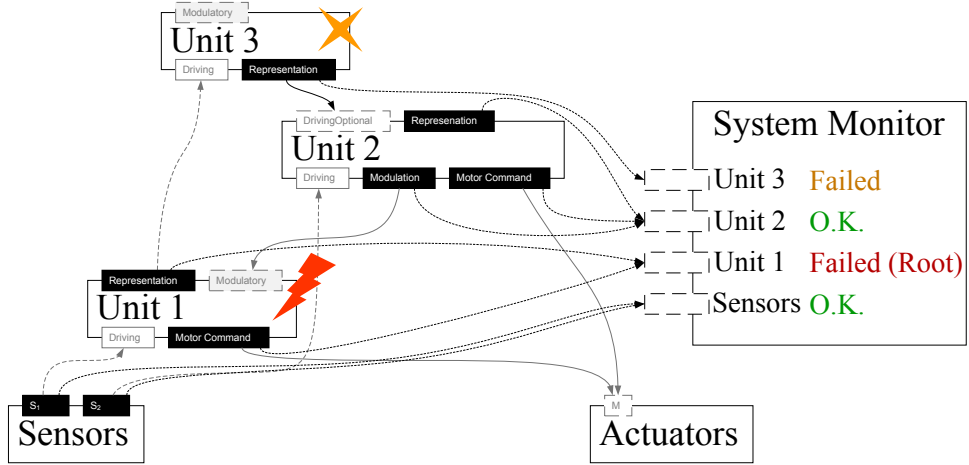 Modulatory
Unit 3
Driving
Representation
DrivingOptional
Represenation
Unit 2
Driving
Modulation
Motor Command
Representation
Modulatory
Unit 1
Driving
Motor Command
S1
S2
Sensors
M
Actuators
System Monitor
Unit 3 Failed
Unit 2 O.K.
Unit 1 Failed (Root)
Sensors O.K.